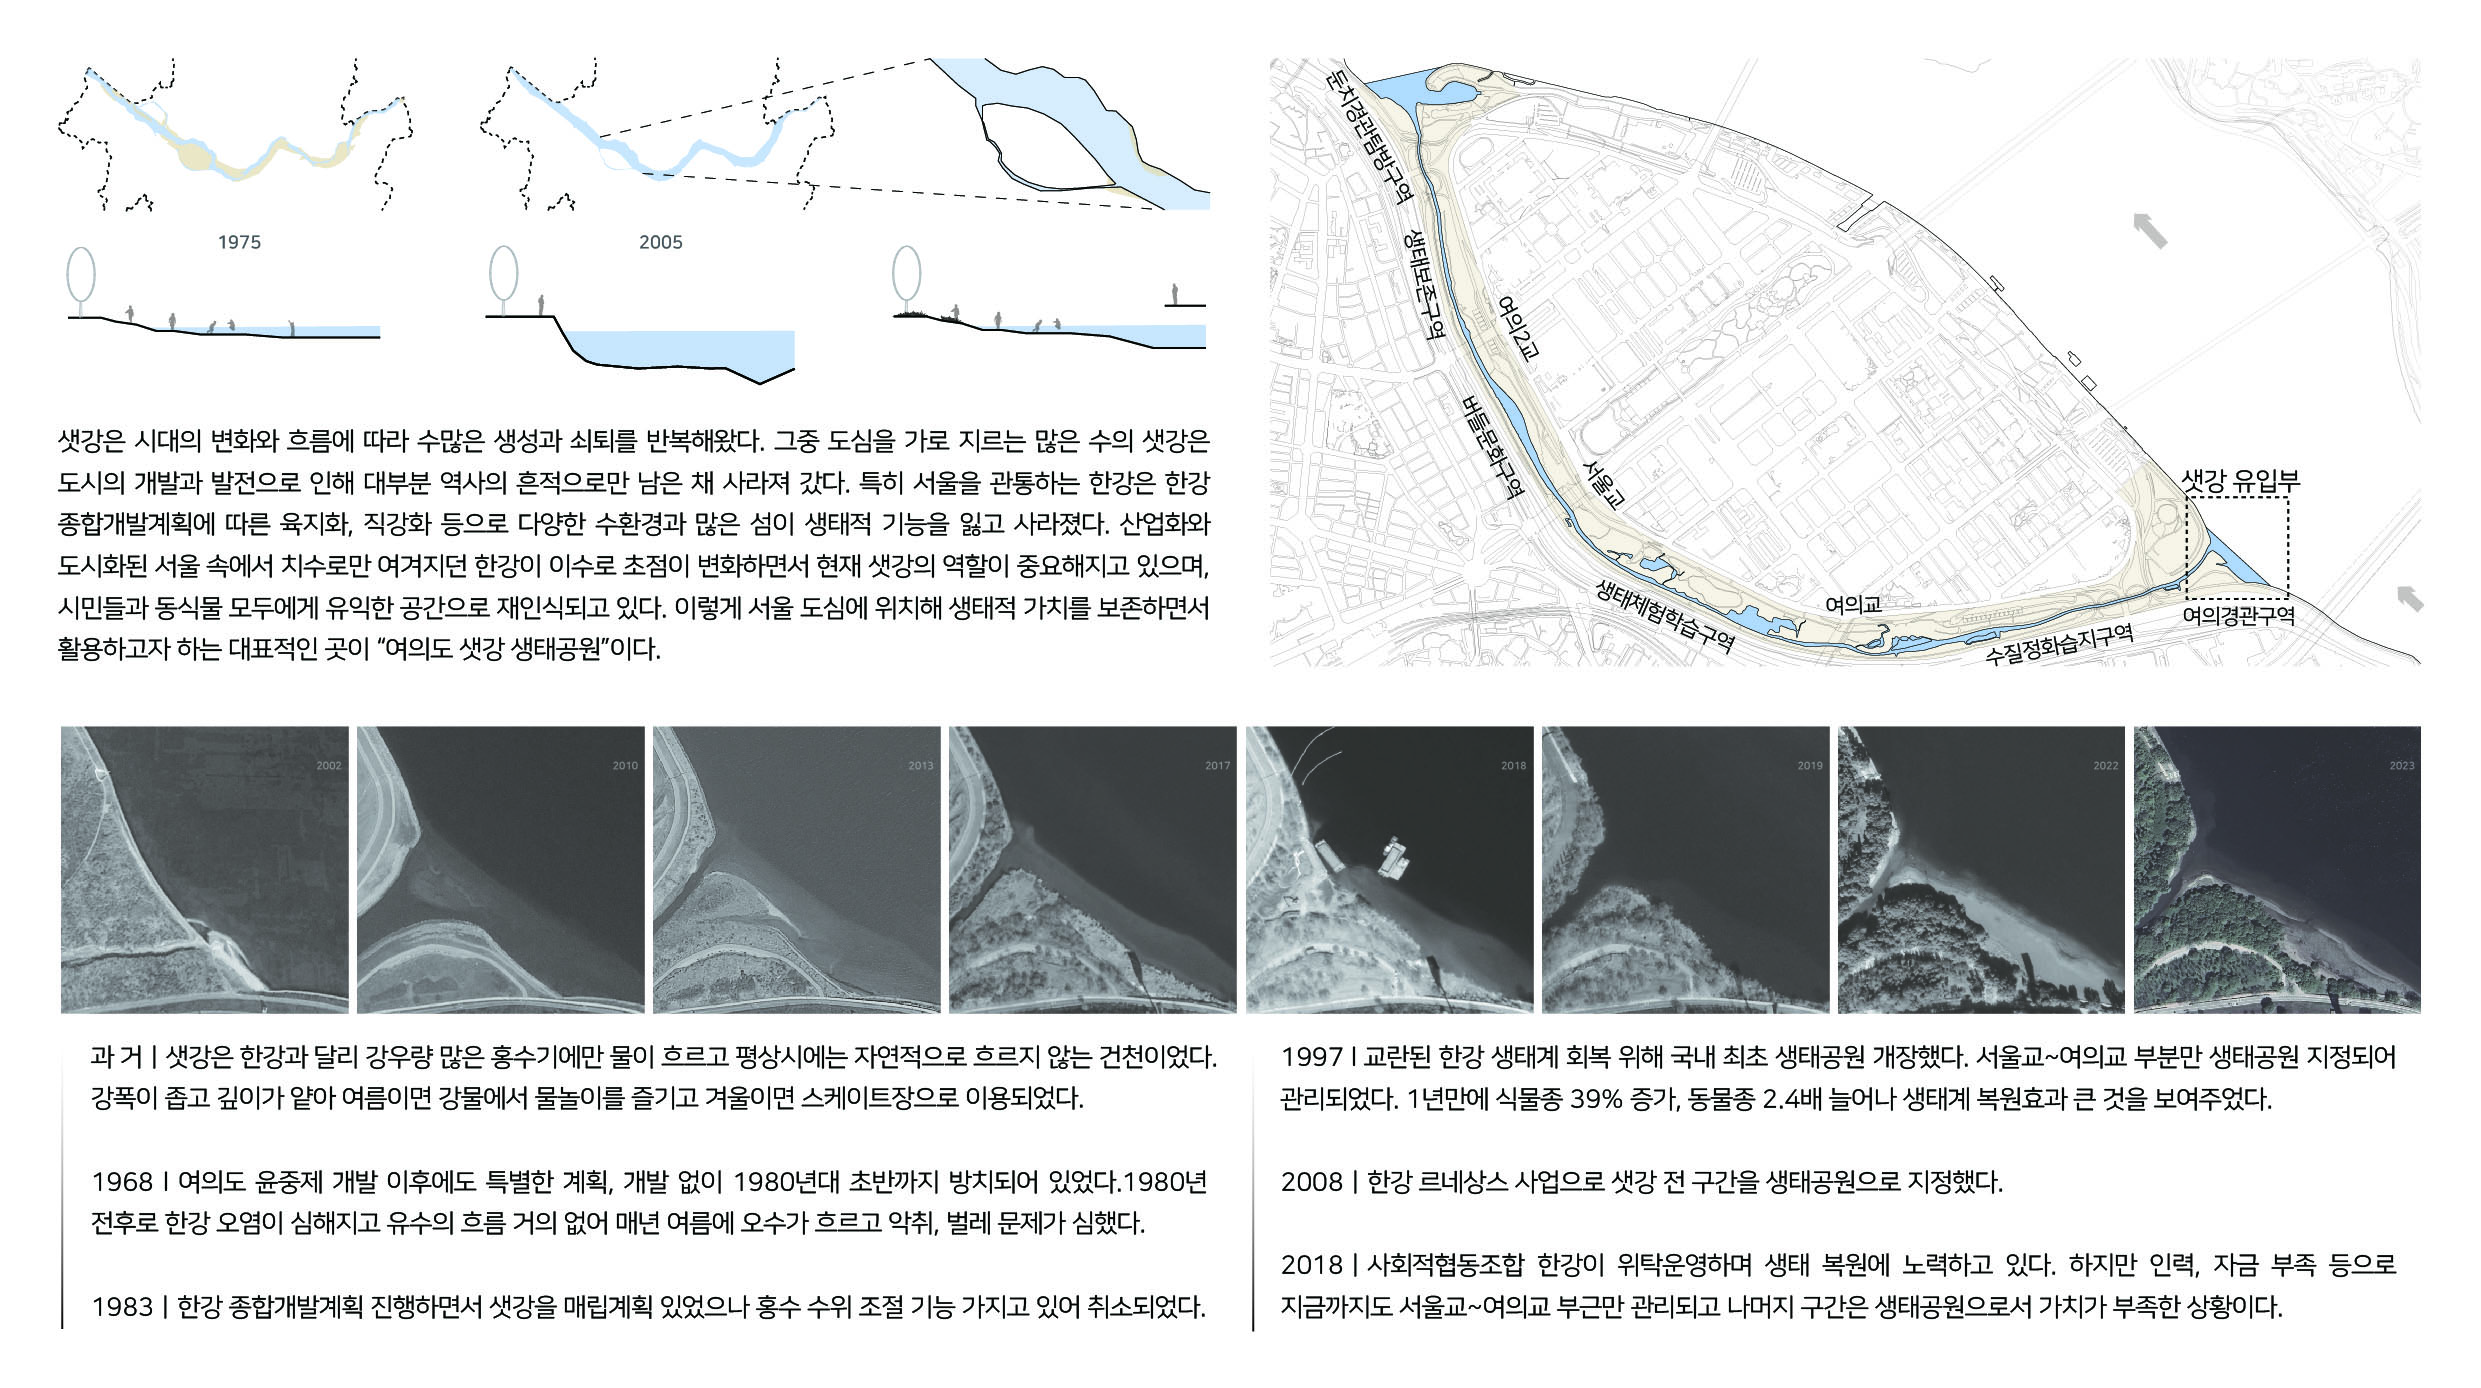 1975
2005
샛강은 시대의 변화와 흐름에 따라 수많은 생성과 쇠퇴를 반복해왔다. 그중 도심을 가로 지르는 많은 수의 샛강은
도시의 개발과 발전으로 인해 대부분 역사의 흔적으로만 남은 채 사라져 갔다. 특히 서울을 관통하는 한강은 한강
종합개발계획에 따른 육지화, 직강화 등으로 다양한 수환경과 많은 섬이 생태적 기능을 잃고 사라졌다. 산업화와
도시화된 서울 속에서 치수로만 여겨지던 한강이 이수로 초점이 변화하면서 현재 샛강의 역할이 중요해지고 있으며,
시민들과 동식물 모두에게 유익한 공간으로 재인식되고 있다. 이렇게 서울 도심에 위치해 생태적 가치를 보존하면서
활용하고자 하는 대표적인 곳이 “여의도 샛강 생태공원”이다.
둔치경관탐방구역
생태보존구역
여의2교
버들문화구역
서울교
생태체험학습구역
여의교
수질정화습지구역
샛강 유입부
여의경관구역
2002
2010
2013
2017
2018
2019
2022
2023
과 거 | 샛강은 한강과 달리 강우량 많은 홍수기에만 물이 흐르고 평상시에는 자연적으로 흐르지 않는 건천이었다.
강폭이 좁고 깊이가 얕아 여름이면 강물에서 물놀이를 즐기고 겨울이면 스케이트장으로 이용되었다.
1968 | 여의도 윤중제 개발 이후에도 특별한 계획, 개발 없이 1980년대 초반까지 방치되어 있었다.1980년
전후로 한강 오염이 심해지고 유수의 흐름 거의 없어 매년 여름에 오수가 흐르고 악취, 벌레 문제가 심했다.
1983 | 한강 종합개발계획 진행하면서 샛강을 매립계획 있었으나 홍수 수위 조절 기능 가지고 있어 취소되었다.
1997 | 교란된 한강 생태계 회복 위해 국내 최초 생태공원 개장했다. 서울교~여의교 부분만 생태공원 지정되어
관리되었다. 1년만에 식물종 39% 증가, 동물종 2.4배 늘어나 생태계 복원효과 큰 것을 보여주었다.
2008 | 한강 르네상스 사업으로 샛강 전 구간을 생태공원으로 지정했다.
2018 | 사회적협동조합 한강이 위탁운영하며 생태 복원에 노력하고 있다. 하지만 인력, 자금 부족 등으로
지금까지도 서울교~여의교 부근만 관리되고 나머지 구간은 생태공원으로서 가치가 부족한 상황이다.